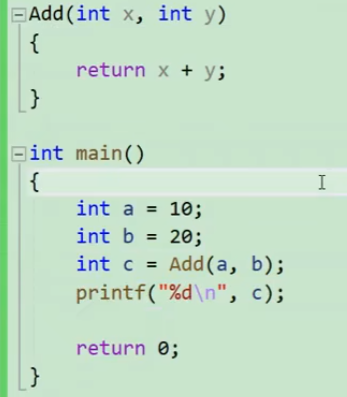 Add(int x, int y)
{
    return x + y;
}
int main()
{
    int a = 10;
    int b = 20;
    int c = Add(a, b);
    printf("%d\n", c);
    return 0;
}